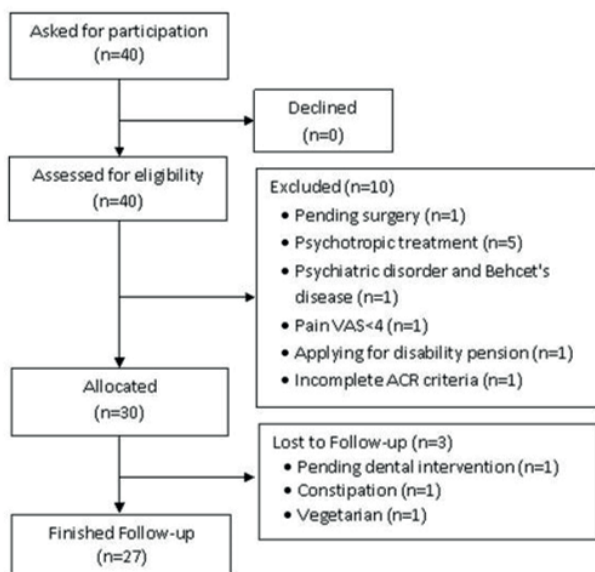 Asked for participation
(n=40)
Declined
(n=0)
Assessed for eligibility
(n=40)
Excluded (n=10)
• Pending surgery (n=1)
• Psychotropic treatment (n=5)
• Psychiatric disorder and Behcet's
disease (n=1)
• Pain VAS<4 (n=1)
• Applying for disability pension (n=1)
• Incomplete ACR criteria (n=1)
Allocated
(n=30)
Lost to Follow-up (n=3)
• Pending dental intervention (n=1)
• Constipation (n=1)
• Vegetarian (n=1)
Finished Follow-up
(n=27)